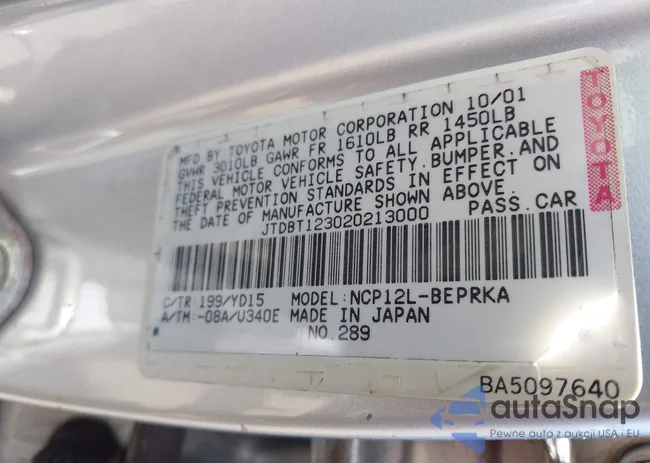 MFD BY TOYOTA MOTOR CORPORATION 10/01
GVWR 3010LB GAWR FR 1610LB RR 1450LB
THIS VEHICLE CONFORMS TO ALL APPLICABLE
FEDERAL MOTOR VEHICLE SAFETY, BUMPER, AND
THEFT PREVENTION STANDARDS IN EFFECT ON
THE DATE OF MANUFACTURE SHOWN ABOVE.
JTDBT123020213000 PASS. CAR
TOYOTA
C/TR: 199/YD15 MODEL: NCP12L-BEPRKA
A/TM: -08A/U340E MADE IN JAPAN
NO. 289
BA5097640
autaSnap
Pewne auta z aukcji USA i EU